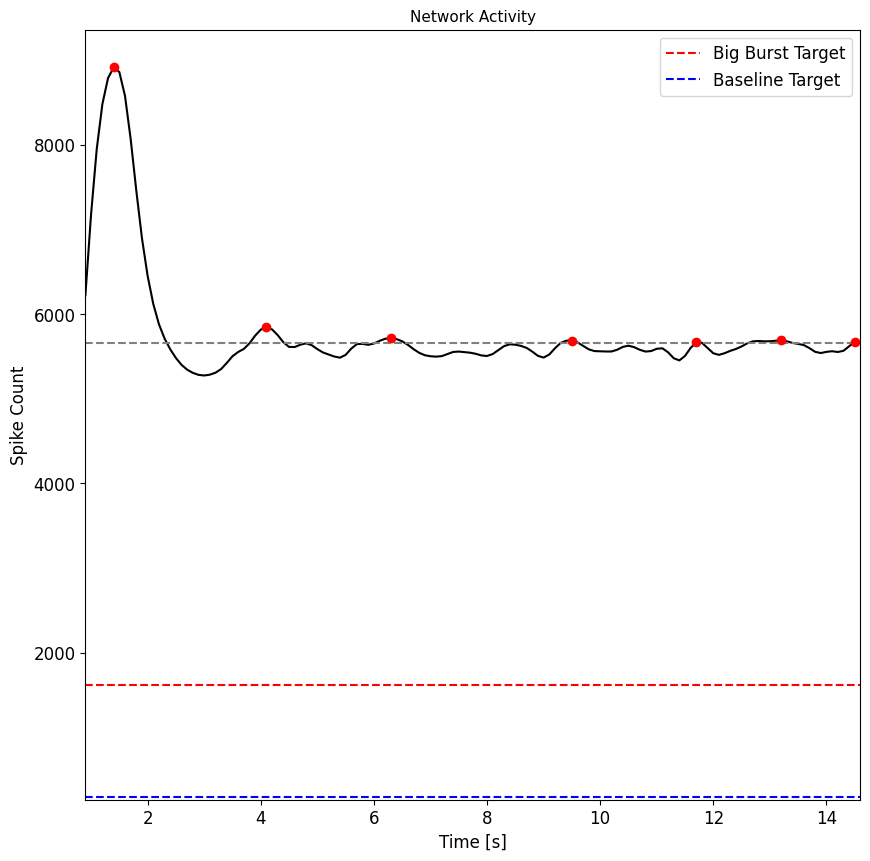 Network Activity
Big Burst Target
Baseline Target
8000
6000
4000
2000
Spike Count
2
4
6
8
10
12
14
Time [s]